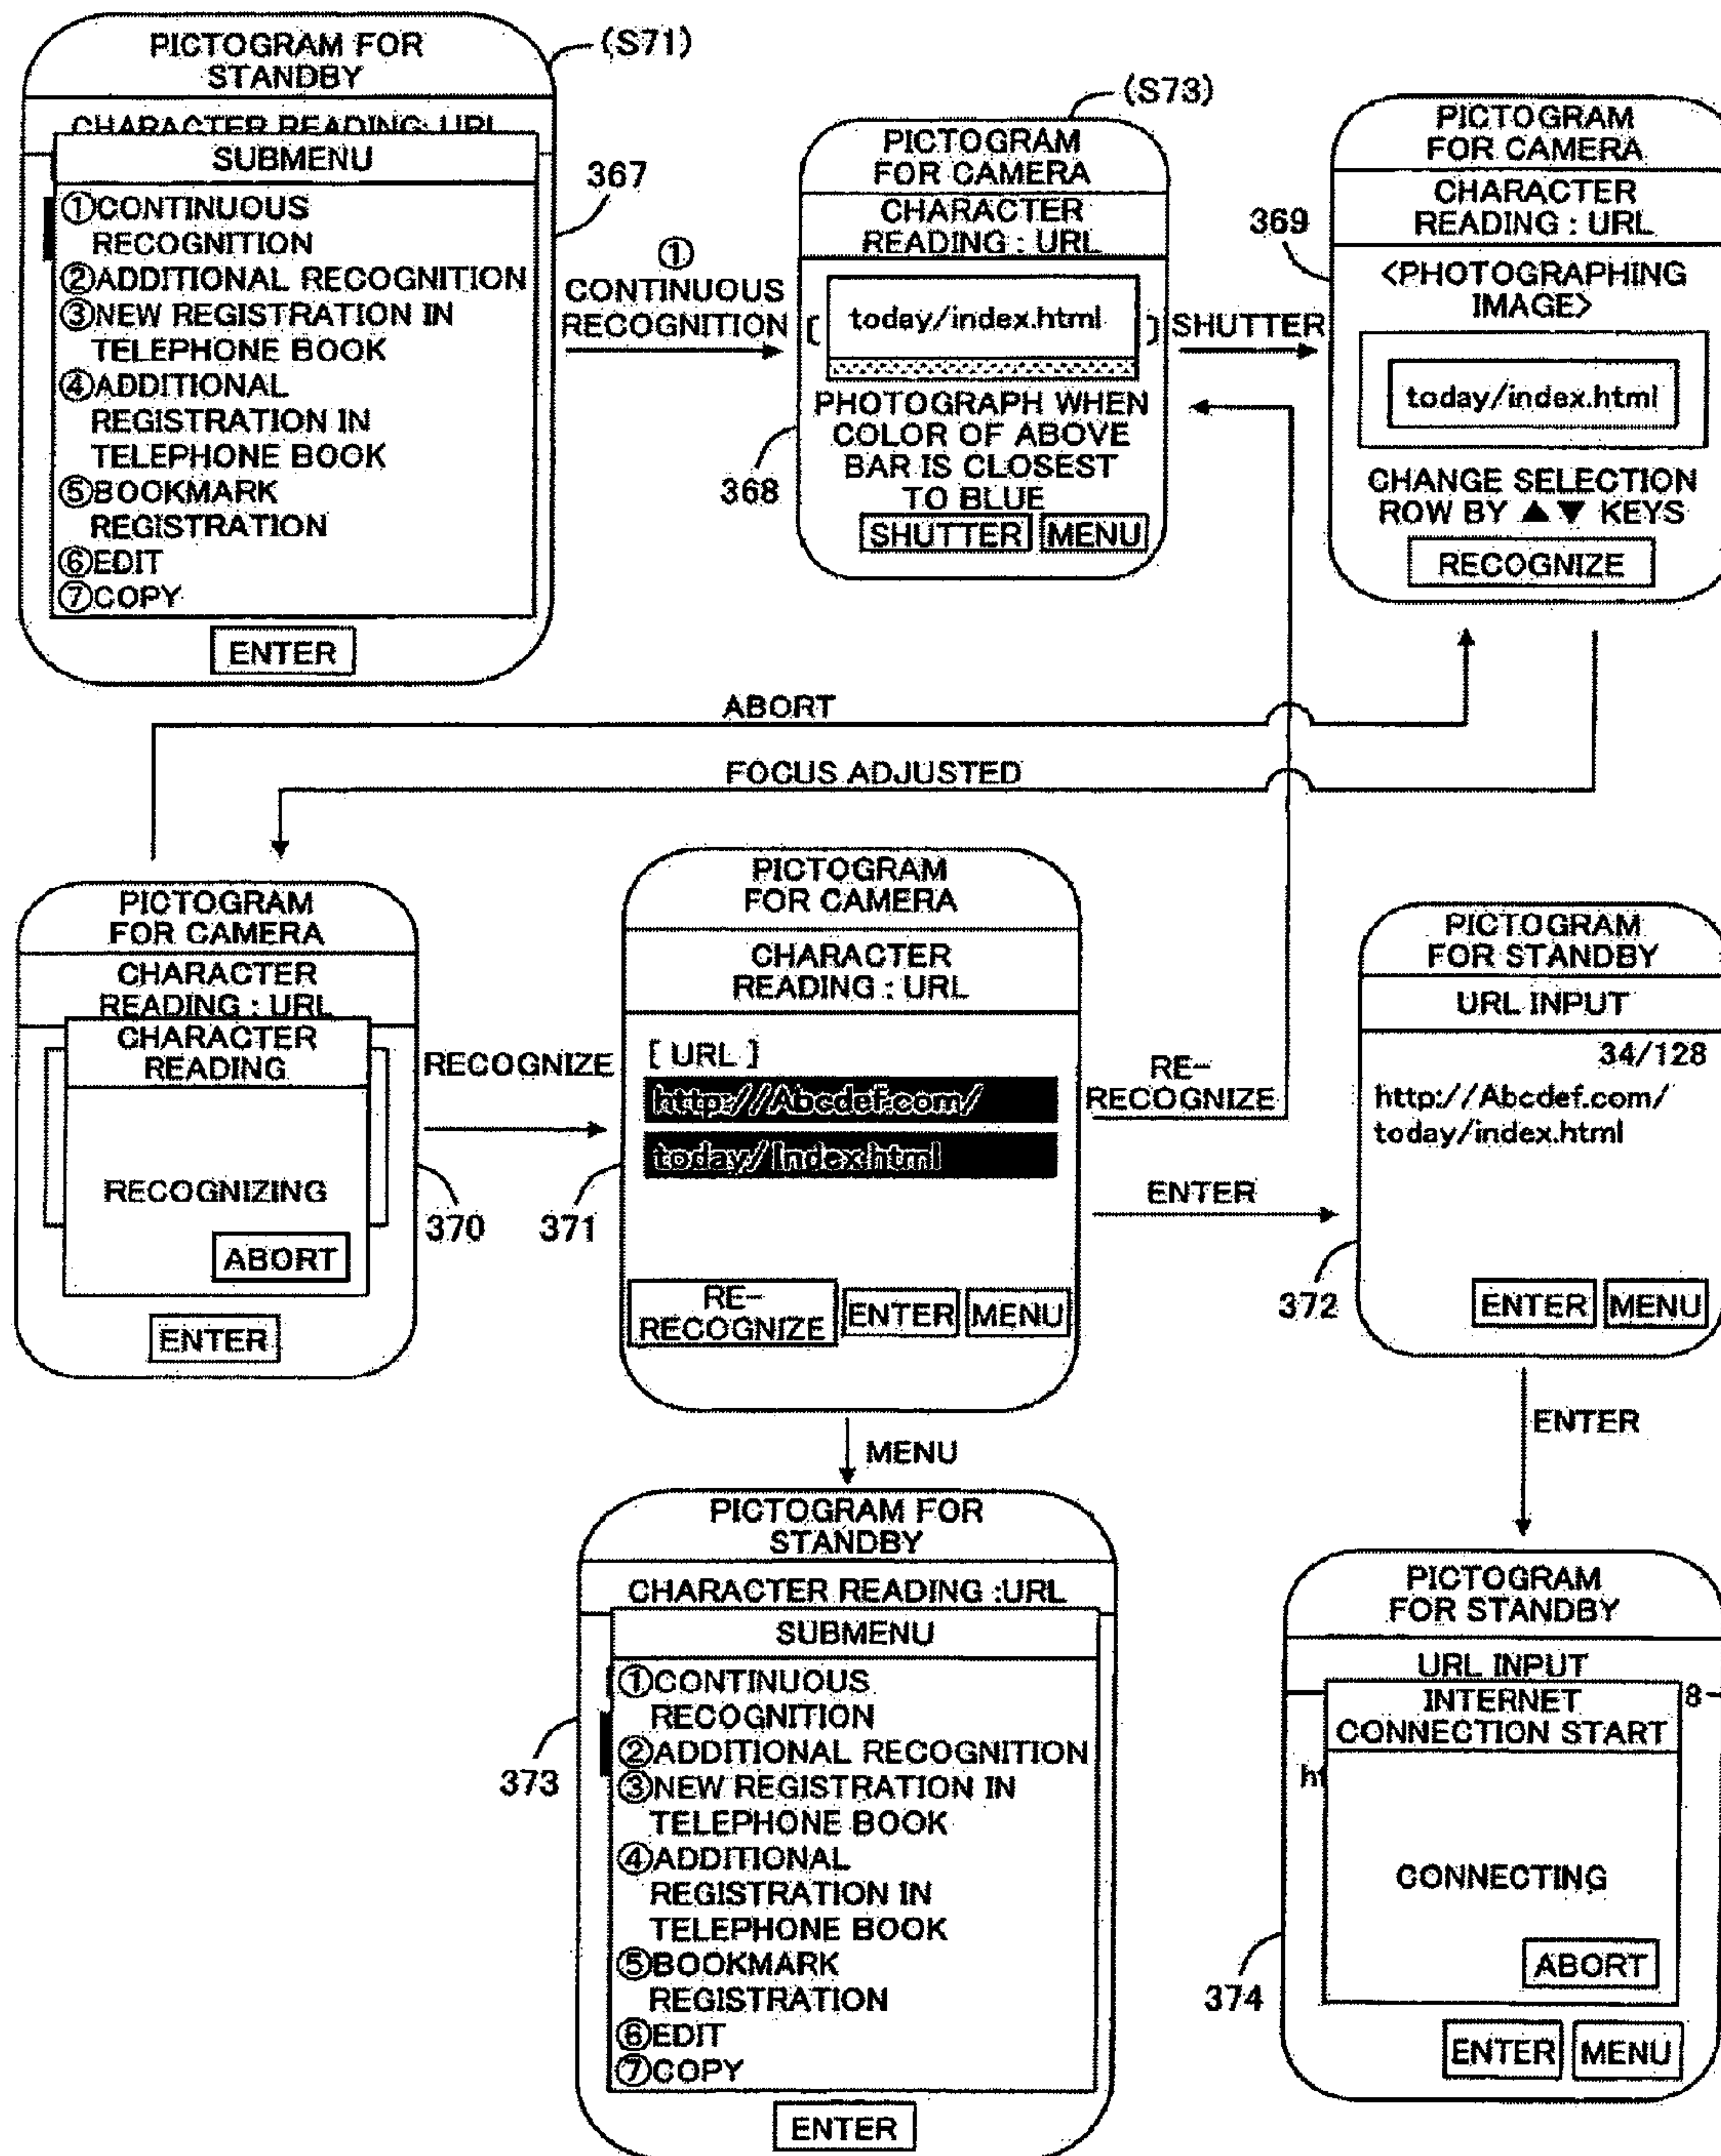 PICTOGRAM FOR
STANDBY
(S71)
CHARACTER READING: URL
SUBMENU
①CONTINUOUS
RECOGNITION
②ADDITIONAL RECOGNITION
③NEW REGISTRATION IN
TELEPHONE BOOK
④ADDITIONAL
REGISTRATION IN
TELEPHONE BOOK
⑤BOOKMARK
REGISTRATION
⑥EDIT
⑦COPY
ENTER
367
①
CONTINUOUS
RECOGNITION
(S73)
PICTOGRAM
FOR CAMERA
CHARACTER
READING : URL
[ today/index.html ]
PHOTOGRAPH WHEN
COLOR OF ABOVE
BAR IS CLOSEST
TO BLUE
SHUTTER MENU
368
SHUTTER
369
PICTOGRAM
FOR CAMERA
CHARACTER
READING : URL
<PHOTOGRAPHING
IMAGE>
today/index.html
CHANGE SELECTION
ROW BY ▲▼ KEYS
RECOGNIZE
ABORT
FOCUS ADJUSTED
PICTOGRAM
FOR CAMERA
CHARACTER
READING : URL
CHARACTER
READING
RECOGNIZING
ABORT
ENTER
370
RECOGNIZE
PICTOGRAM
FOR CAMERA
CHARACTER
READING : URL
[ URL ]
http://Abcdef.com/
today/Index.html
RE-
RECOGNIZE
ENTER MENU
371
RE-
RECOGNIZE
ENTER
PICTOGRAM
FOR STANDBY
URL INPUT
34/128
http://Abcdef.com/
today/index.html
ENTER MENU
372
ENTER
MENU
PICTOGRAM FOR
STANDBY
CHARACTER READING :URL
SUBMENU
①CONTINUOUS
RECOGNITION
②ADDITIONAL RECOGNITION
③NEW REGISTRATION IN
TELEPHONE BOOK
④ADDITIONAL
REGISTRATION IN
TELEPHONE BOOK
⑤BOOKMARK
REGISTRATION
⑥EDIT
⑦COPY
ENTER
373
PICTOGRAM
FOR STANDBY
URL INPUT
8
INTERNET
CONNECTION START
ht
CONNECTING
ABORT
ENTER MENU
374